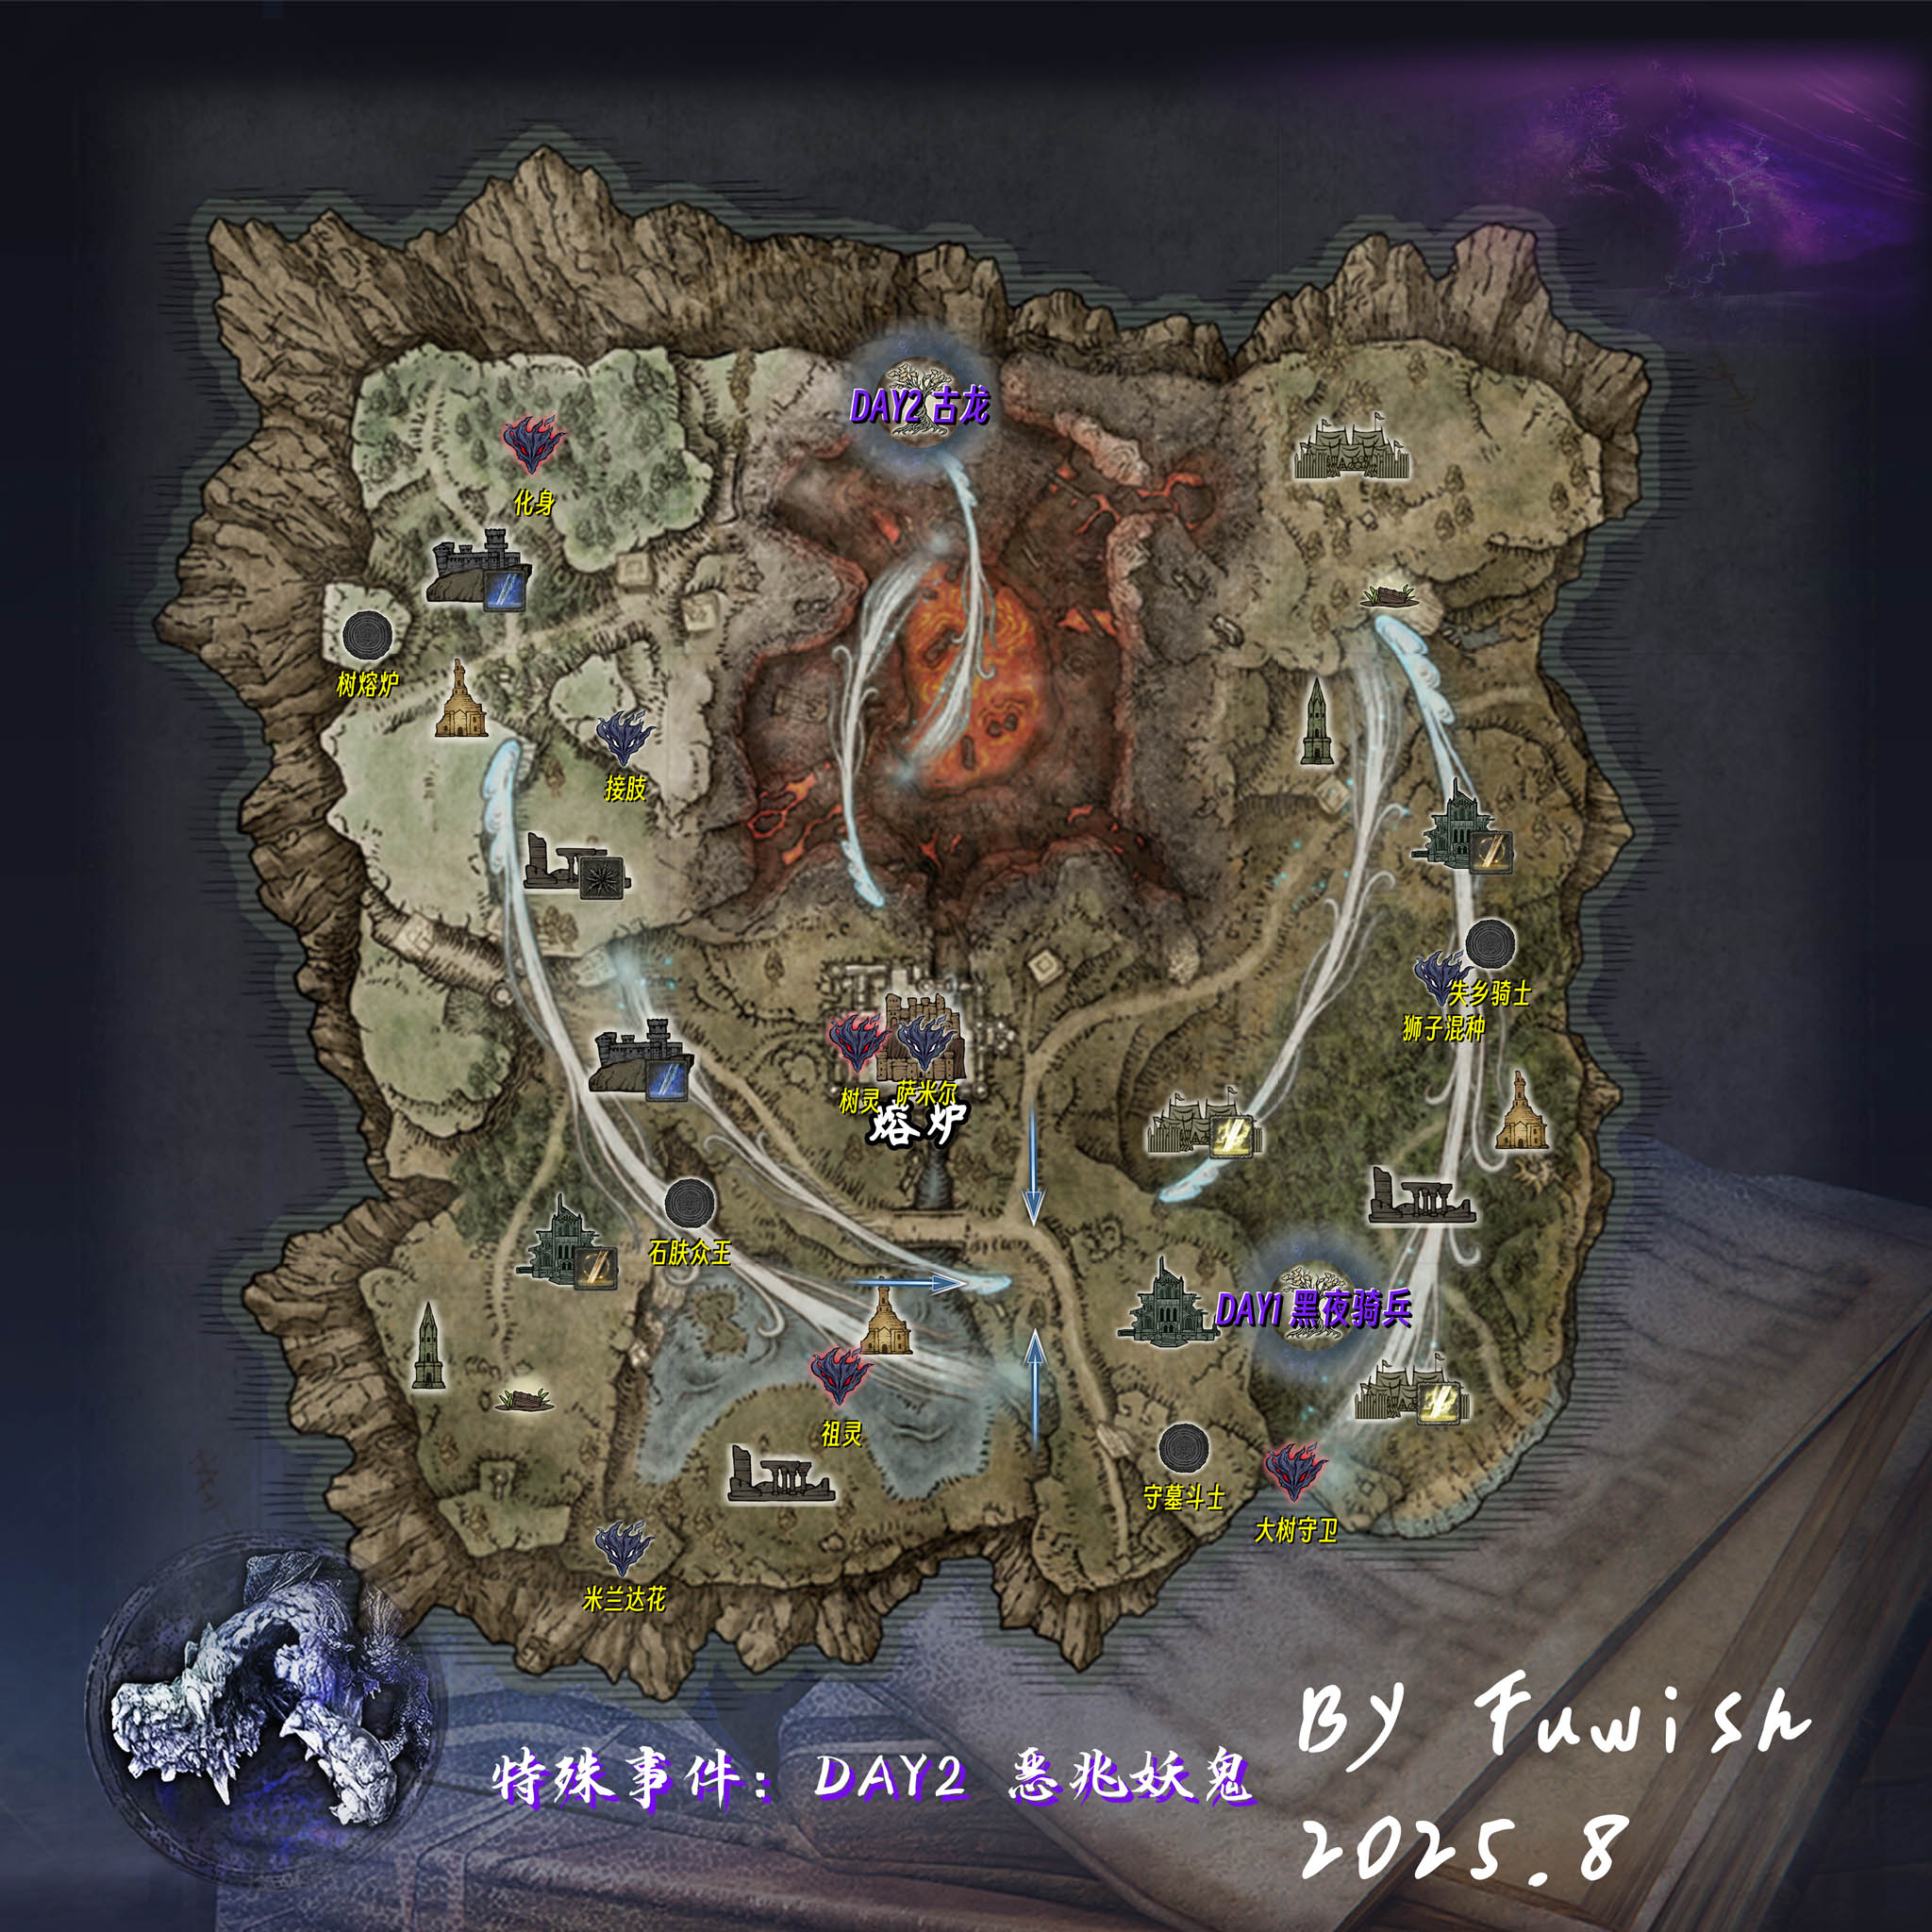 DAY2 古龙
化身
树熔炉
接肢
失乡骑士
狮子混种
树灵
萨米尔
熔炉
石肤众王
DAY1 黑夜骑兵
祖灵
守墓斗士
大树守卫
米兰达花
特殊事件：DAY2 恶兆妖鬼
By Fuwish
2025.8